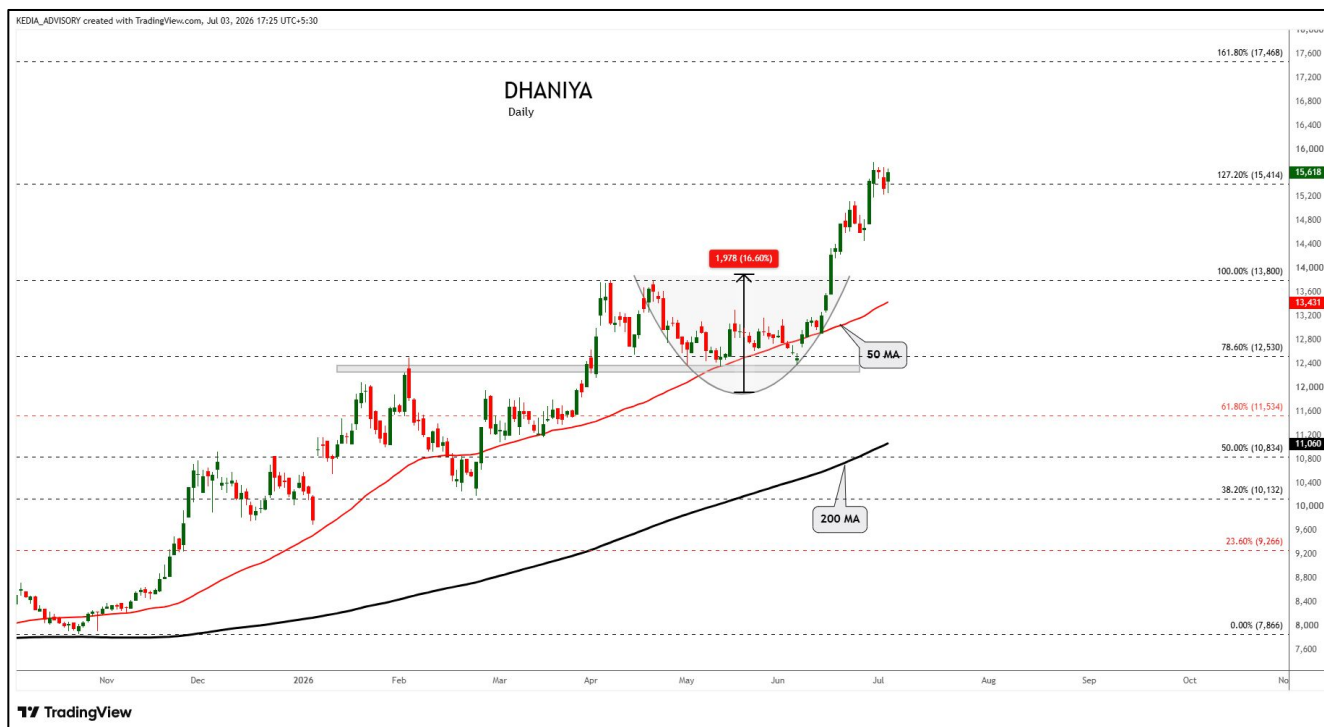 KEDIA_ADVISORY created with TradingView.com, Jul 03, 2026 17:25 UTC+5:30
DHANIYA
Daily
161.80% (17,468)
127.20% (15,414)
100.00% (13,800)
78.60% (12,530)
61.80% (11,534)
50.00% (10,834)
38.20% (10,132)
23.60% (9,266)
0.00% (7,866)
1,978 (16.60%)
50 MA
200 MA
17,600
17,200
16,800
16,400
16,000
15,618
15,200
14,800
14,400
14,000
13,600
13,431
13,200
12,800
12,400
12,000
11,600
11,200
11,060
10,800
10,400
10,000
9,600
9,200
8,800
8,400
8,000
7,600
Nov
Dec
2026
Feb
Mar
Apr
May
Jun
Jul
Aug
Sep
Oct
No
TradingView